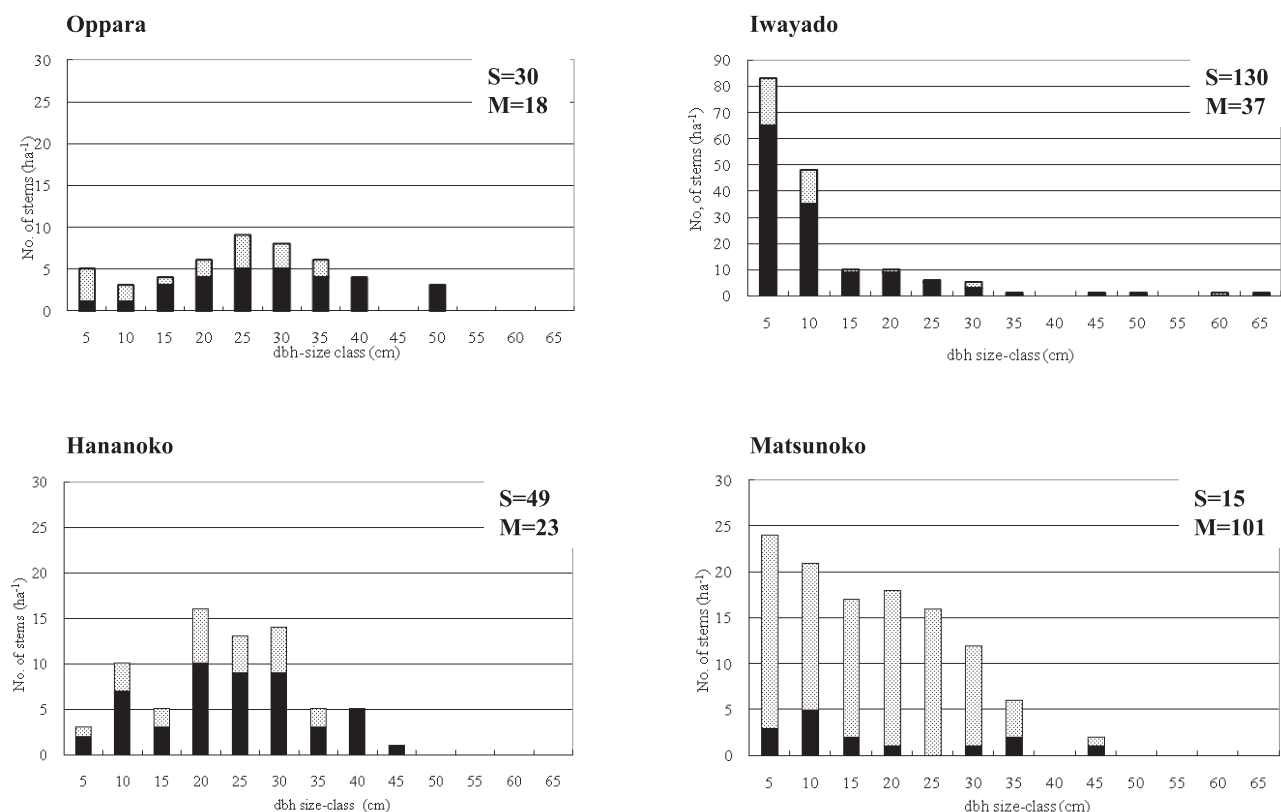 Oppara
S=30
M=18
30
25
20
15
10
5
0
No. of stems (ha-1)
5 10 15 20 25 30 35 40 45 50 55 60 65
dbh-size class (cm)
Iwayado
S=130
M=37
90
80
70
60
50
40
30
20
10
0
No, of stems (ha-1)
5 10 15 20 25 30 35 40 45 50 55 60 65
dbh size-class (cm)
Hananoko
S=49
M=23
30
25
20
15
10
5
0
No. of stems (ha-1)
5 10 15 20 25 30 35 40 45 50 55 60 65
dbh size-class (cm)
Matsunoko
S=15
M=101
30
25
20
15
10
5
0
No. of stems (ha-1)
5 10 15 20 25 30 35 40 45 50 55 60 65
dbh size-class (cm)